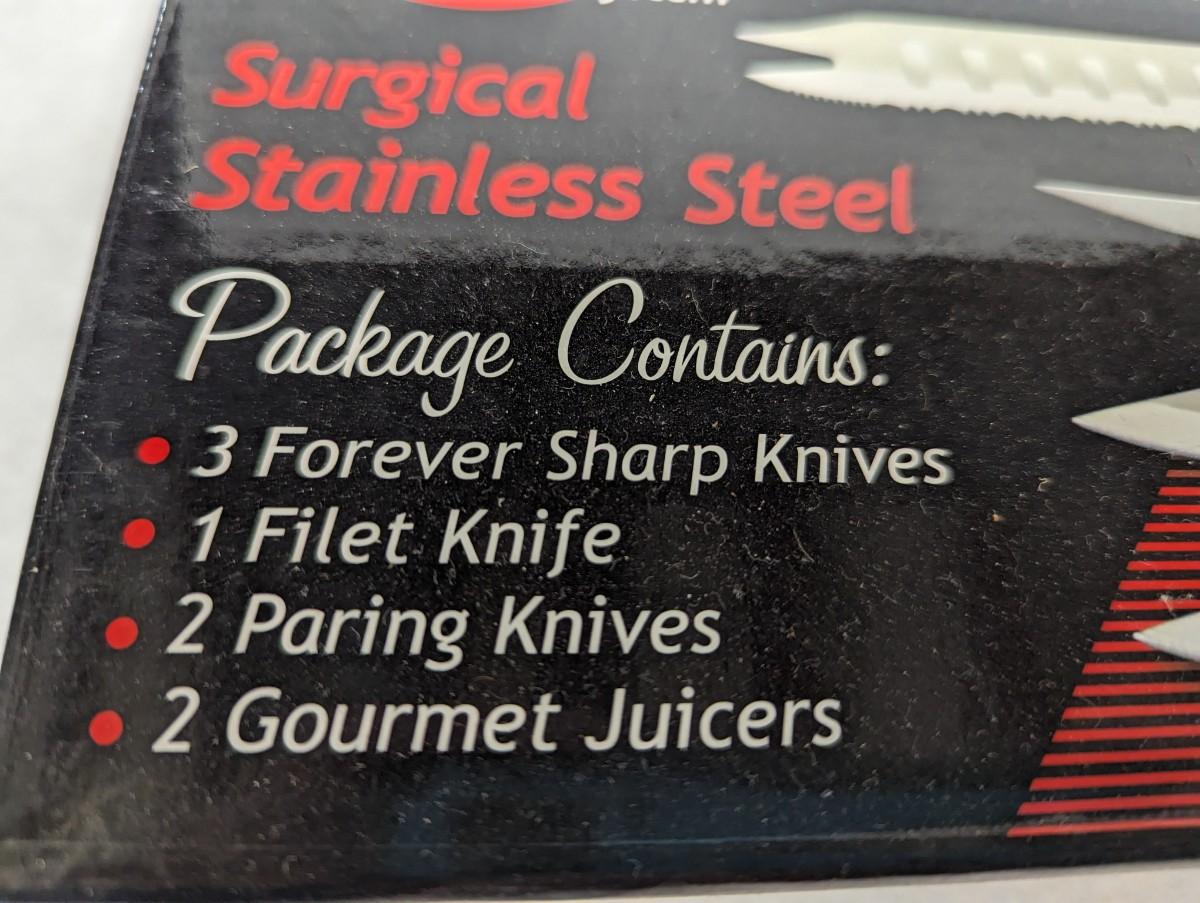 Surgical
Stainless Steel
Package Contains:
• 3 Forever Sharp Knives
• 1 Filet Knife
• 2 Paring Knives
• 2 Gourmet Juicers